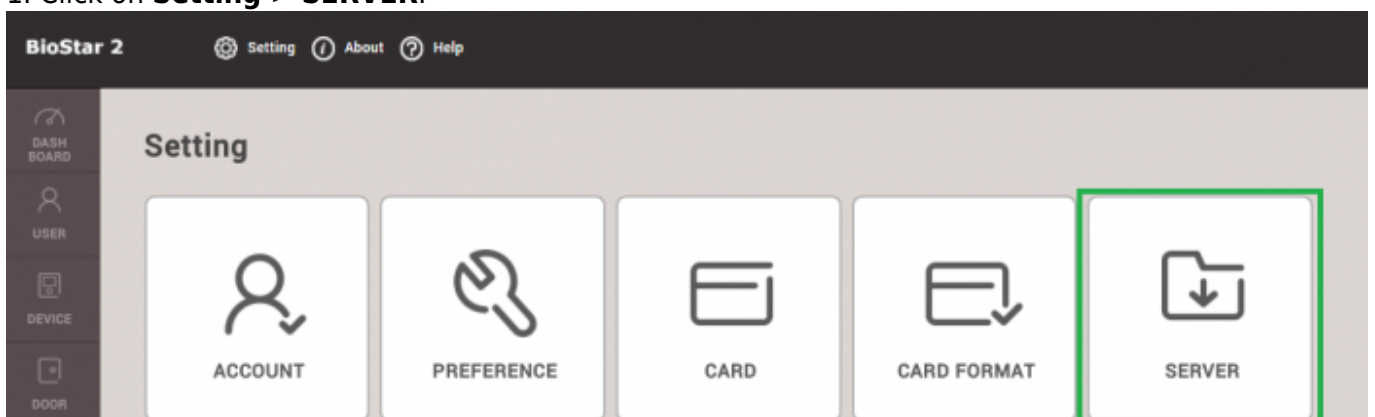 1. Click on Setting > SERVER.
BioStar 2 Setting About Help
DASH
BOARD
Setting
USER
DEVICE
DOOR
ACCOUNT PREFERENCE CARD CARD FORMAT SERVER